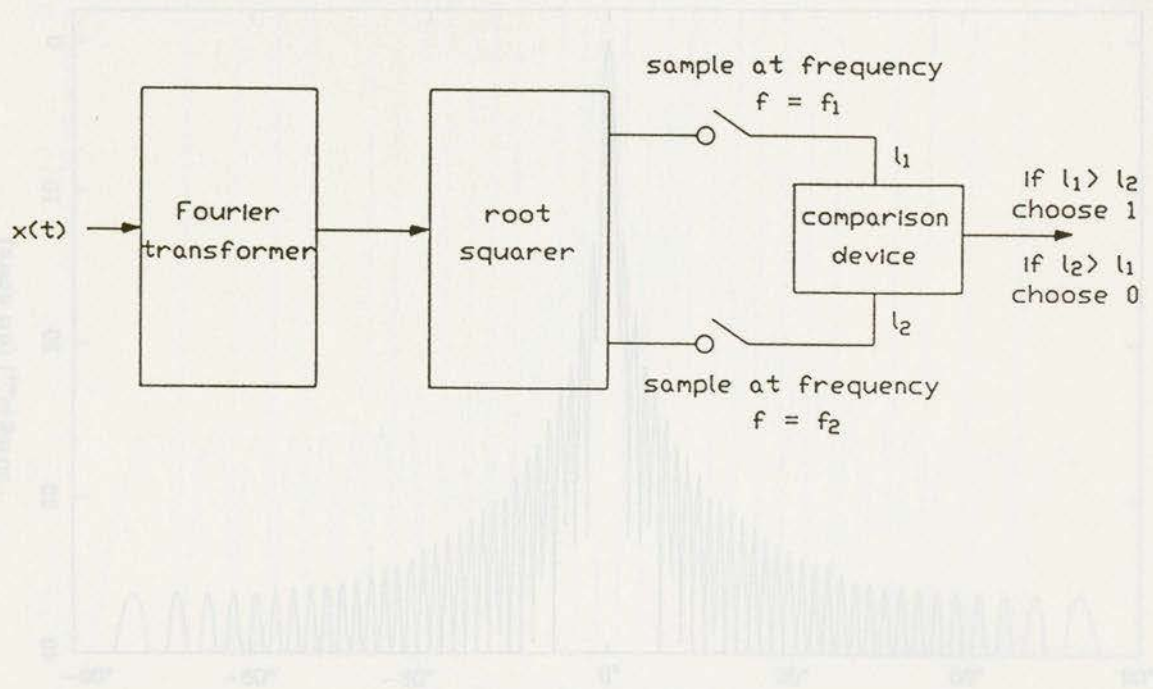 sample at frequency
f = f₁
x(t)
Fourier
transformer
root
squarer
l₁
comparison
device
l₂
If l₁> l₂
choose 1
If l₂> l₁
choose 0
sample at frequency
f = f₂